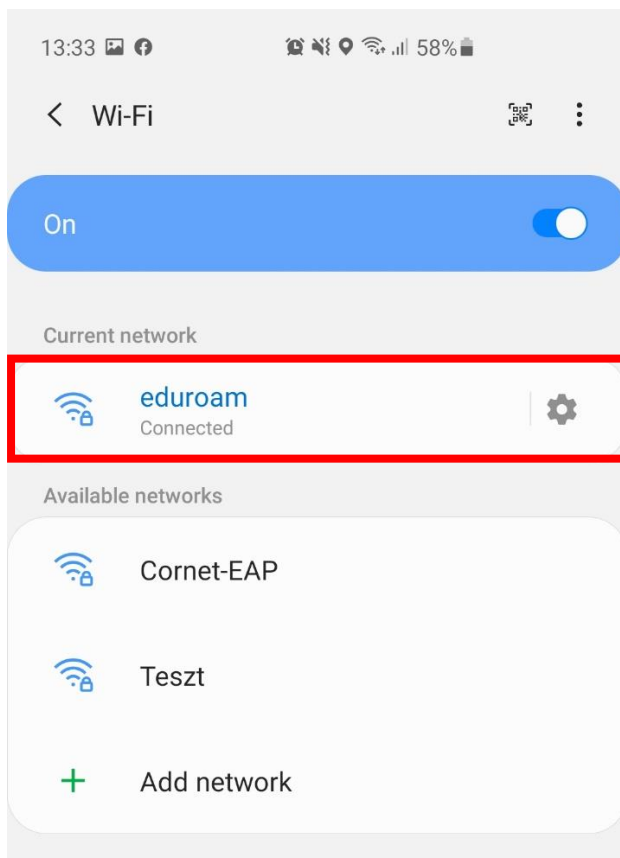 13:33 58%
Wi-Fi
On
Current network
eduroam
Connected
Available networks
Cornet-EAP
Teszt
Add network